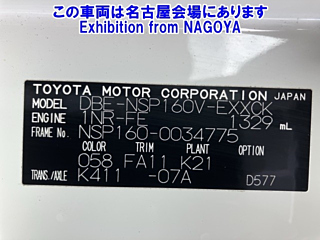 この車両は名古屋会場にあります
Exhibition from NAGOYA
TOYOTA MOTOR CORPORATION JAPAN
MODEL DBE-NSP160V-EXXCK
ENGINE 1NR-FE 1329 mL
FRAME No. NSP160-0034775
COLOR TRIM PLANT
058 FA11 K21
TRANS./AXLE K411 -07A D577